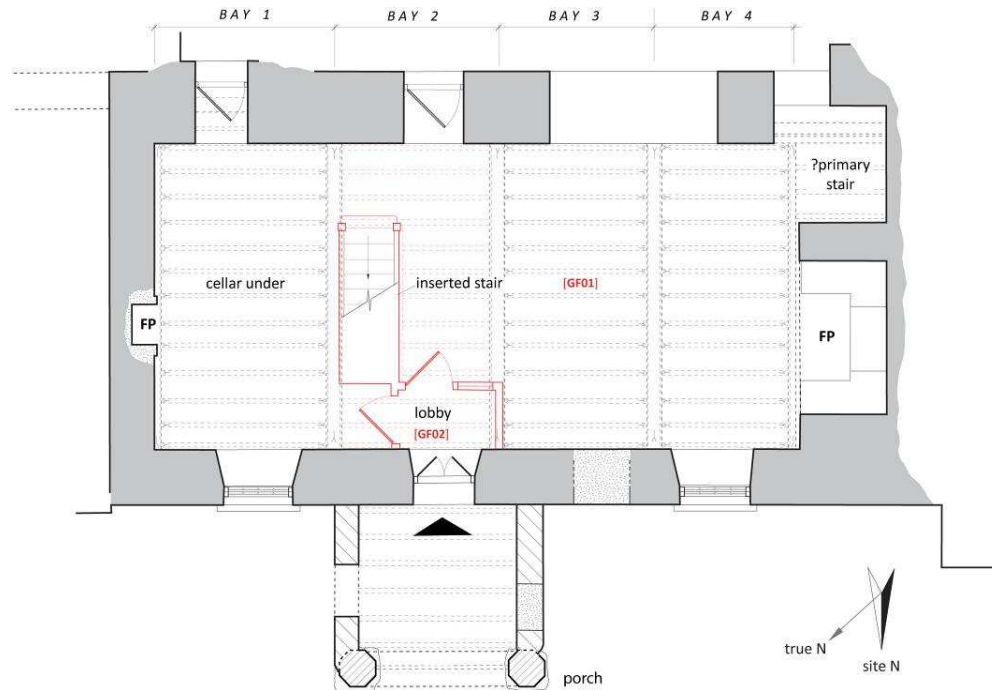 BAY 1
BAY 2
BAY 3
BAY 4
?primary
stair
cellar under
inserted stair
[GF01]
FP
FP
lobby
[GF02]
true N
site N
porch